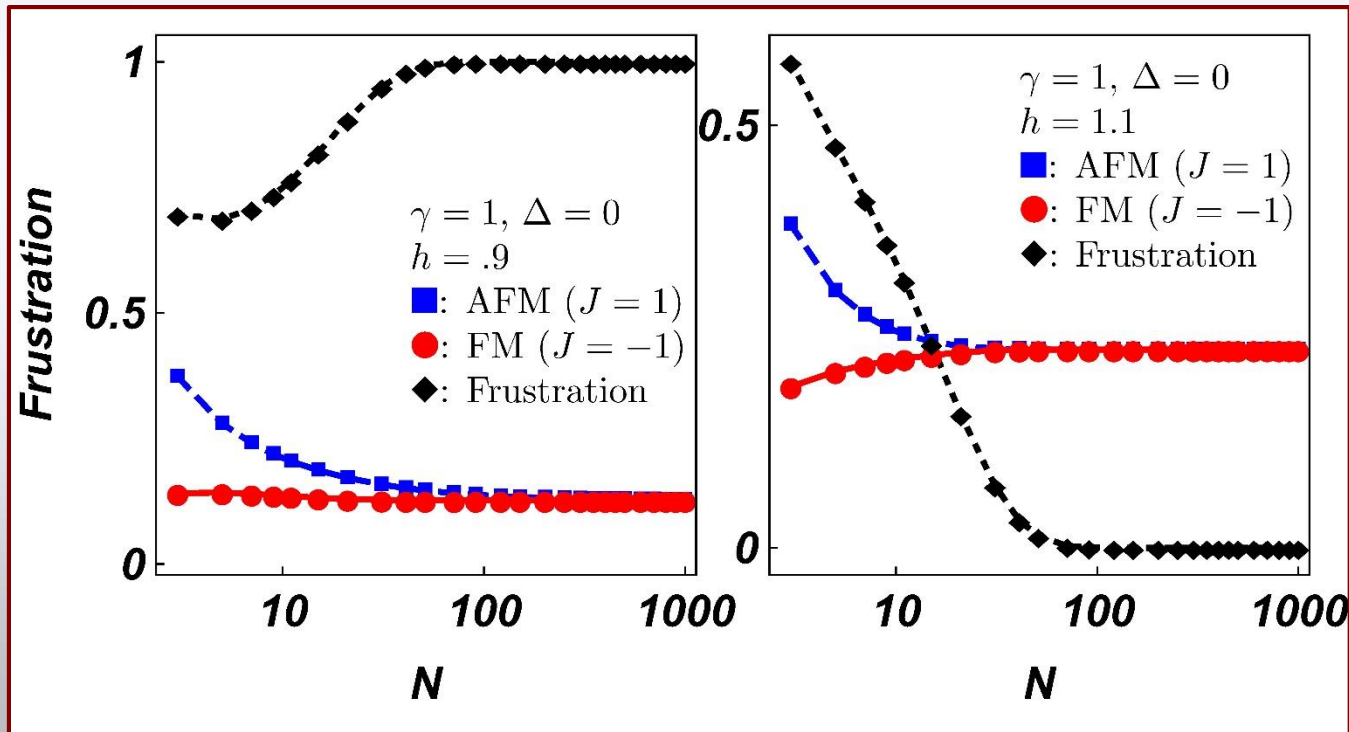 Frustration
1
0.5
0
γ = 1, Δ = 0
h = .9
■: AFM (J = 1)
●: FM (J = −1)
◆: Frustration
10 100 1000
N
0.5
0
γ = 1, Δ = 0
h = 1.1
■: AFM (J = 1)
●: FM (J = −1)
◆: Frustration
10 100 1000
N